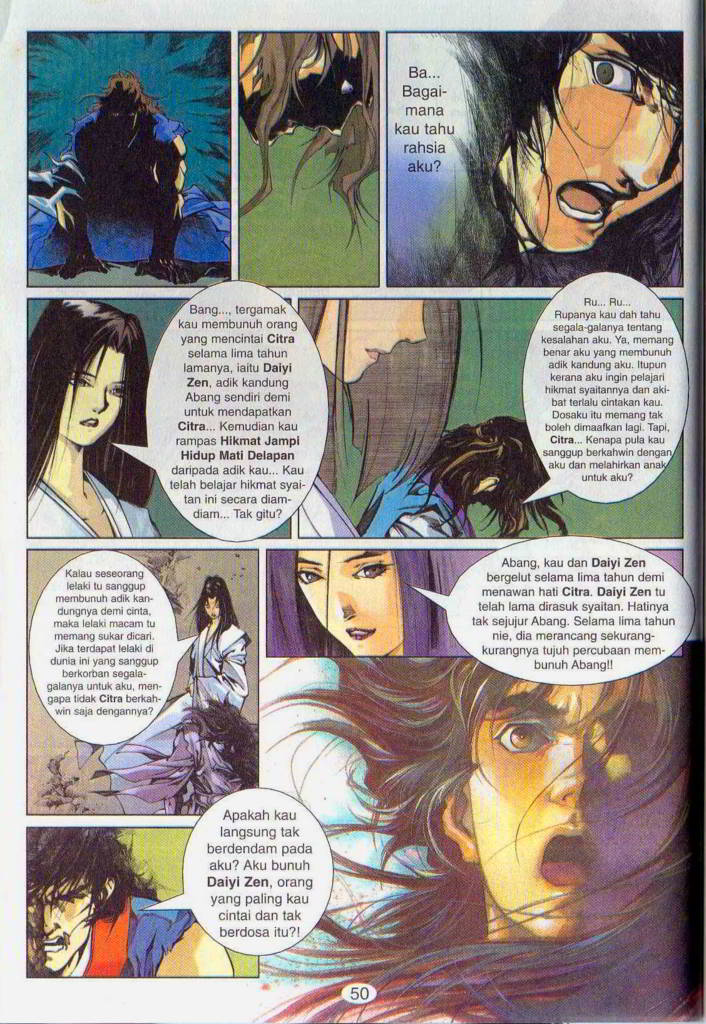 Ba...
Bagai-
mana
kau tahu
rahsia
aku?
Bang..., tergamak
kau membunuh orang
yang mencintai Citra
selama lima tahun
lamanya, iaitu Daiyi
Zen, adik kandung
Abang sendiri demi
untuk mendapatkan
Citra... Kemudian kau
rampas Hikmat Jampi
Hidup Mati Delapan
daripada adik kau... Kau
telah belajar hikmat syai-
tan ini secara diam-
diam... Tak gitu?
Ru... Ru...
Rupanya kau dah tahu
segala-galanya tentang
kesalahan aku. Ya, memang
benar aku yang membunuh
adik kandung aku. Itupun
kerana aku ingin pelajari
hikmat syaitannya dan aki-
bat terlalu cintakan kau.
Dosaku itu memang tak
boleh dimaafkan. Tapi,
Citra... Kenapa pula kau
sanggup berkahwin dengan
aku dan melahirkan anak
untuk aku?
Kalau seseorang
lelaki tu sanggup
membunuh adik kan-
dungnya demi cinta,
maka lelaki macam tu
memang sukar dicari.
Jika terdapat lelaki di
dunia ini yang sanggup
berkorban segala-
galanya untuk aku, men-
gapa tidak Citra berkah-
win saja dengannya?
Abang, kau dan Daiyi Zen
bergelut selama lima tahun demi
menawan hati Citra. Daiyi Zen tu
telah lama dirasuk syaitan. Hatinya
tak sejujur Abang. Selama lima tahun
nie, dia merancang sekurang-
kurangnya tujuh percubaan mem-
bunuh Abang!!
Apakah kau
langsung tak
berdendam pada
aku? Aku bunuh
Daiyi Zen, orang
yang paling kau
cintai dan tak
berdosa itu?!
50